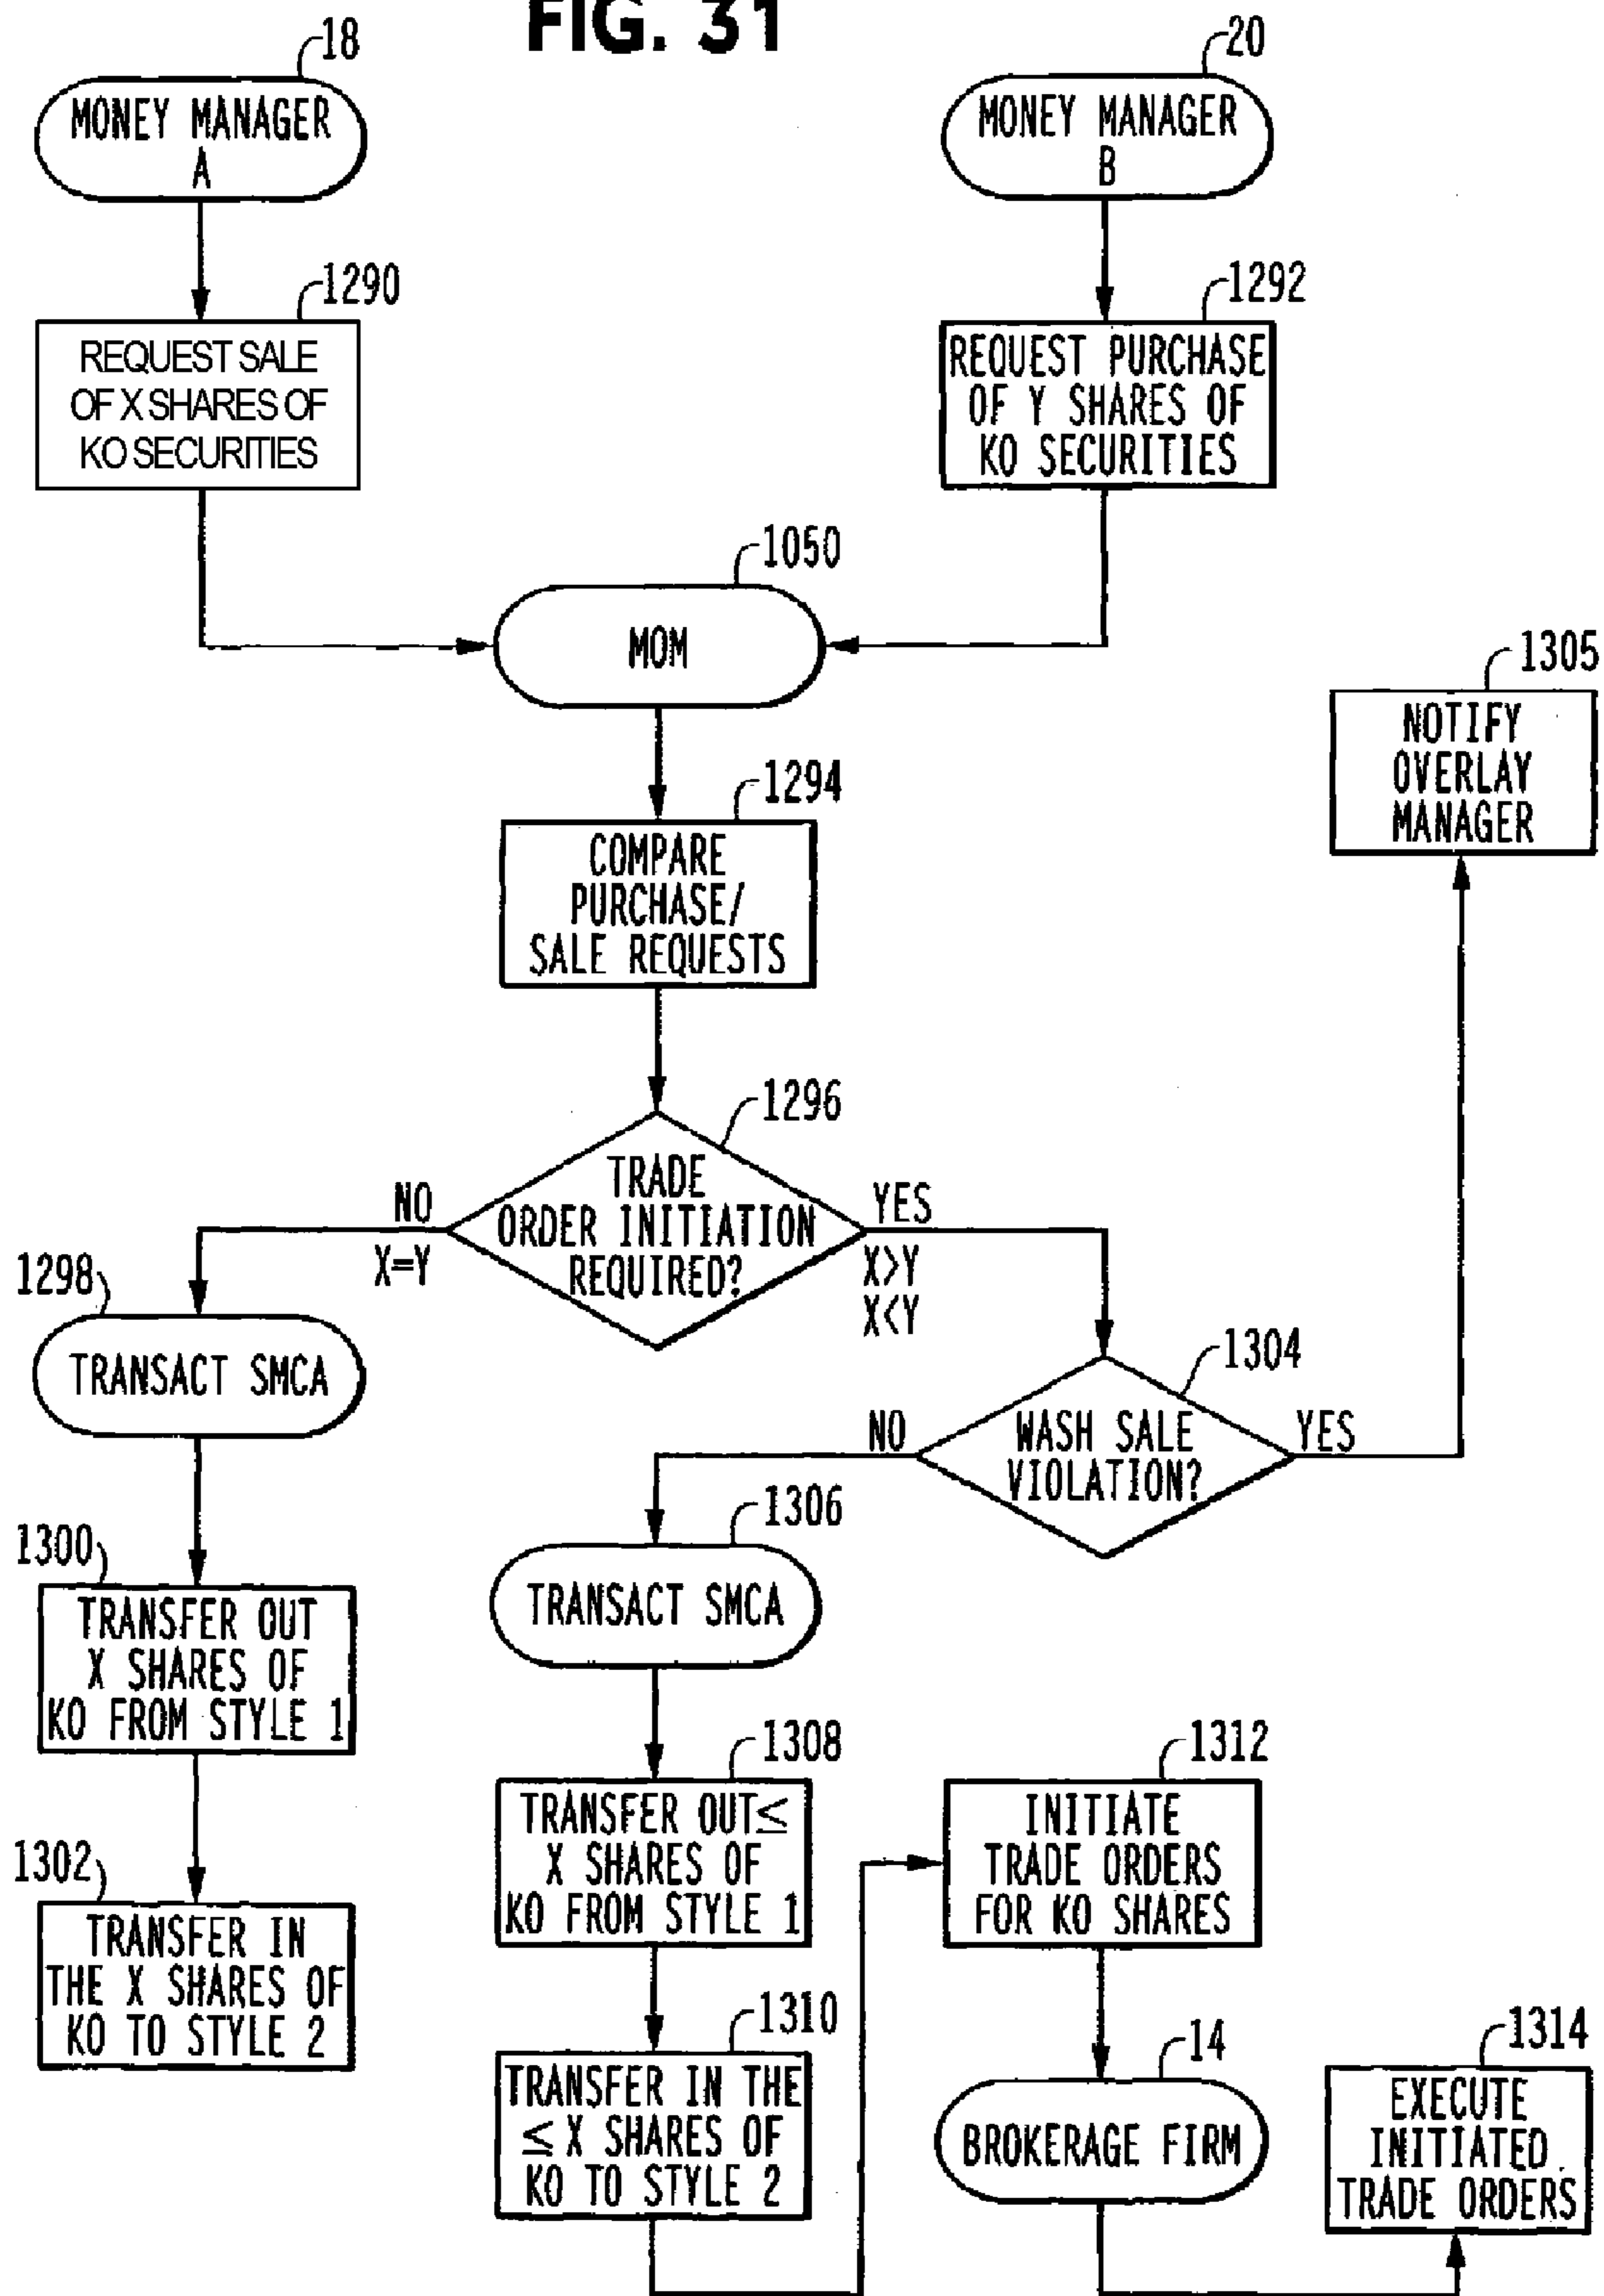 FIG. 31
18
MONEY MANAGER
A
20
MONEY MANAGER
B
1290
REQUEST SALE
OF X SHARES OF
KO SECURITIES
1292
REQUEST PURCHASE
OF Y SHARES OF
KO SECURITIES
1050
MOM
1305
NOTIFY
OVERLAY
MANAGER
1294
COMPARE
PURCHASE/
SALE REQUESTS
1296
TRADE
ORDER INITIATION
REQUIRED?
NO
X=Y
YES
X>Y
X<Y
1298
TRANSACT SMCA
1304
WASH SALE
VIOLATION?
NO
YES
1300
TRANSFER OUT
X SHARES OF
KO FROM STYLE 1
1306
TRANSACT SMCA
1302
TRANSFER IN
THE X SHARES OF
KO TO STYLE 2
1308
TRANSFER OUT≤
X SHARES OF
KO FROM STYLE 1
1310
TRANSFER IN THE
≤ X SHARES OF
KO TO STYLE 2
1312
INITIATE
TRADE ORDERS
FOR KO SHARES
14
BROKERAGE FIRM
1314
EXECUTE
INITIATED
TRADE ORDERS